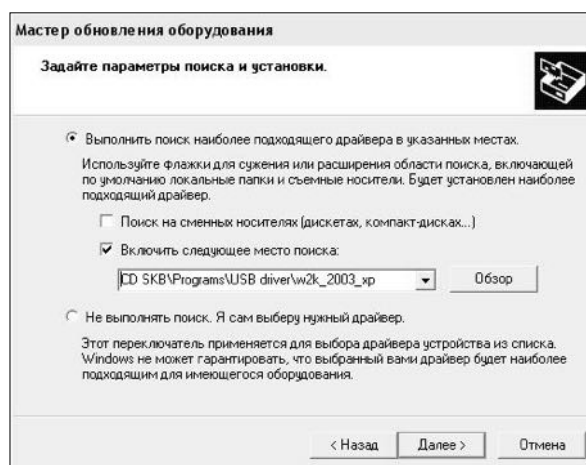 Мастер обновления оборудования
Задайте параметры поиска и установки.
Выполнить поиск наиболее подходящего драйвера в указанных местах.
Используйте флажки для сужения или расширения области поиска, включающей
по умолчанию локальные папки и съемные носители. Будет установлен наиболее
подходящий драйвер.
Поиск на сменных носителях (дискетах, компакт-дисках...)
Включить следующее место поиска:
CD SKB\Programs\USB driver\w2k_2003_xp
Обзор
Не выполнять поиск. Я сам выберу нужный драйвер.
Этот переключатель применяется для выбора драйвера устройства из списка.
Windows не может гарантировать, что выбранный вами драйвер будет наиболее
подходящим для имеющегося оборудования.
< Назад
Далее >
Отмена